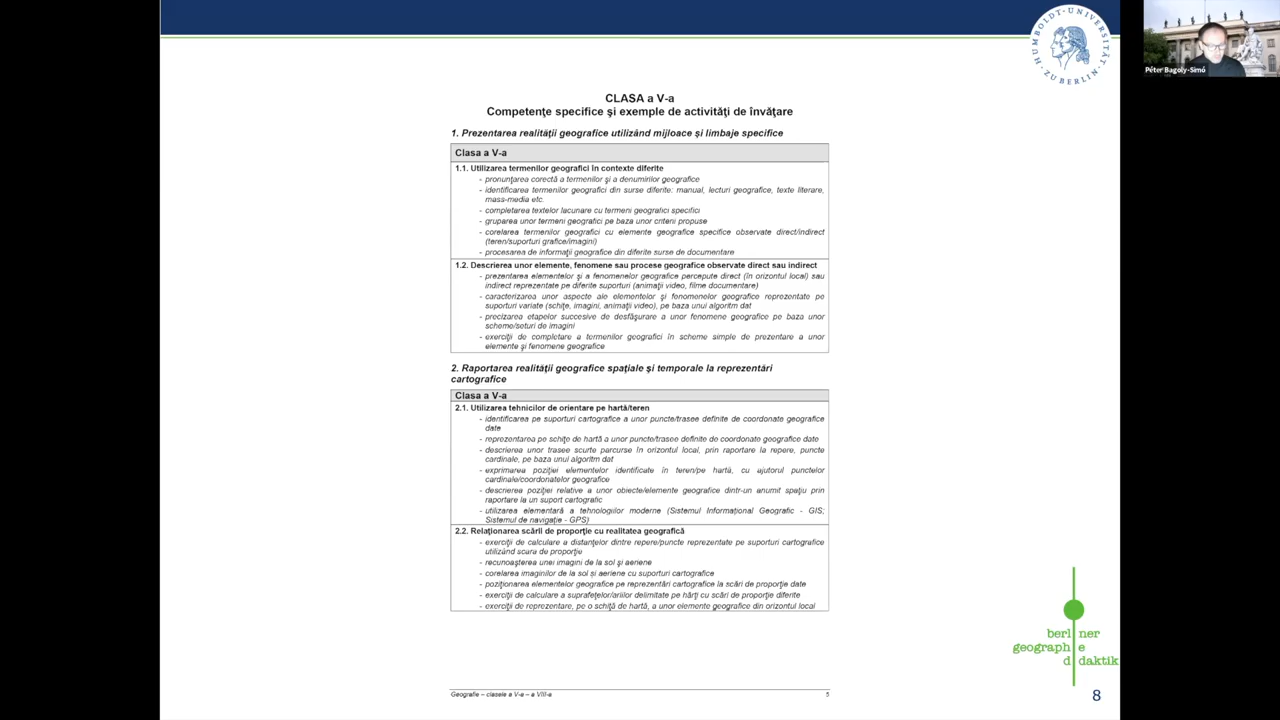 HUMBOLDT-UNIVERSITÄT ZU BERLIN
Péter Bagoly-Simó
CLASA a V-a
Competenţe specifice şi exemple de activităţi de învăţare
1. Prezentarea realităţii geografice utilizând mijloace şi limbaje specifice
Clasa a V-a
1.1. Utilizarea termenilor geografici în contexte diferite
- pronunţarea corectă a termenilor şi a denumirilor geografice
- identificarea termenilor geografici din surse diferite: manual, lecturi geografice, texte literare,
mass-media etc.
- completarea textelor lacunare cu termeni geografici specifici
- gruparea unor termeni geografici pe baza unor criterii propuse
- corelarea termenilor geografici cu elemente geografice specifice observate direct/indirect
(teren/suporturi grafice/imagini)
- procesarea de informaţii geografice din diferite surse de documentare
1.2. Descrierea unor elemente, fenomene sau procese geografice observate direct sau indirect
- prezentarea elementelor şi a fenomenelor geografice percepute direct (în orizontul local) sau
indirect reprezentate pe diferite suporturi (animaţii video, filme documentare)
- caracterizarea unor aspecte ale elementelor şi fenomenelor geografice reprezentate pe
suporturi variate (schiţe, imagini, animaţii video), pe baza unui algoritm dat
- precizarea etapelor succesive de desfăşurare a unor fenomene geografice pe baza unor
scheme/seturi de imagini
- exerciţii de completare a termenilor geografici în scheme simple de prezentare a unor
elemente şi fenomene geografice
2. Raportarea realităţii geografice spaţiale şi temporale la reprezentări
cartografice
Clasa a V-a
2.1. Utilizarea tehnicilor de orientare pe hartă/teren
- identificarea pe suporturi cartografice a unor puncte/trasee definite de coordonate geografice
date
- reprezentarea pe schiţe de hartă a unor puncte/trasee definite de coordonate geografice date
- descrierea unor trasee scurte parcurse în orizontul local, prin raportare la repere, puncte
cardinale, pe baza unui algoritm dat
- exprimarea poziţiei elementelor identificate în teren/pe hartă, cu ajutorul punctelor
cardinale/coordonatelor geografice
- descrierea poziţiei relative a unor obiecte/elemente geografice dintr-un anumit spaţiu prin
raportare la un suport cartografic
- utilizarea elementară a tehnologiilor moderne (Sistemul Informaţional Geografic - GIS;
Sistemul de navigaţie - GPS)
2.2. Relaţionarea scării de proporţie cu realitatea geografică
- exerciţii de calculare a distanţelor dintre repere/puncte reprezentate pe suporturi cartografice
utilizând scara de proporţie
- recunoaşterea unei imagini de la sol şi aeriene
- corelarea imaginilor de la sol și aeriene cu suporturi cartografice
- poziţionarea elementelor geografice pe reprezentări cartografice la scări de proporţie date
- exerciţii de calculare a suprafeţelor/ariilor delimitate pe hărţi cu scări de proporţie diferite
- exerciţii de reprezentare, pe o schiţă de hartă, a unor elemente geografice din orizontul local
Geografie – clasele a V-a – a VIII-a 5
berl ner
geograph e
d daktik
8